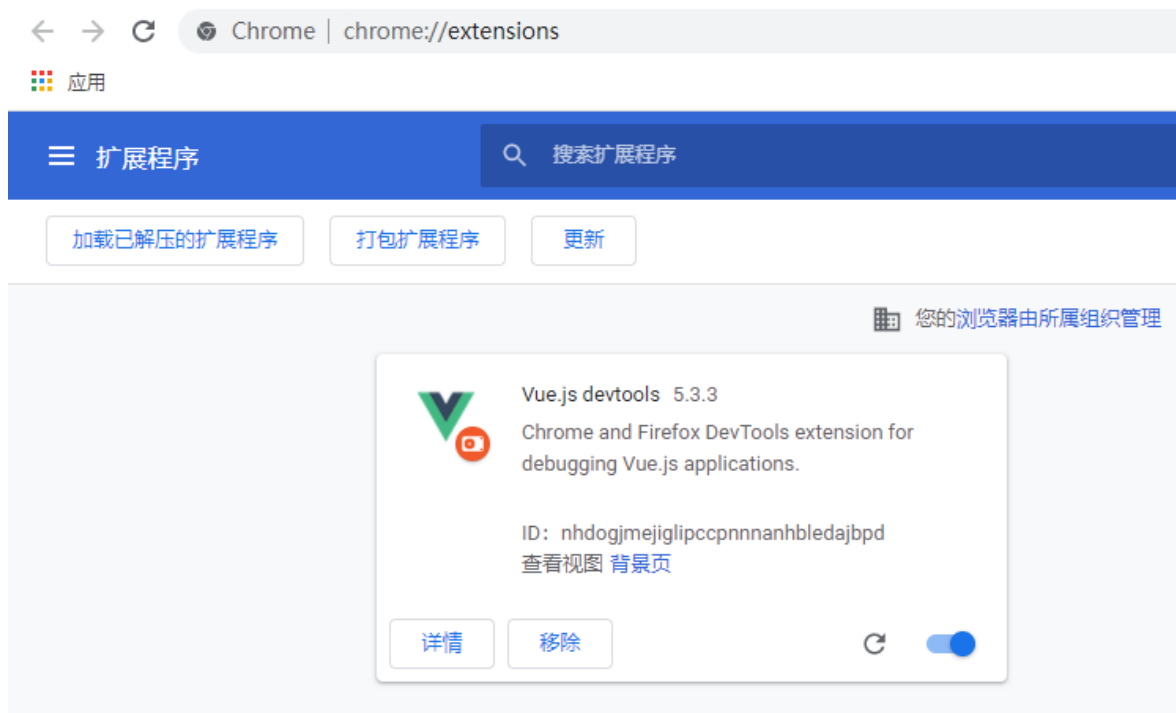 Chrome | chrome://extensions
应用
扩展程序 搜索扩展程序
加载已解压的扩展程序 打包扩展程序 更新
您的浏览器由所属组织管理
Vue.js devtools 5.3.3
Chrome and Firefox DevTools extension for
debugging Vue.js applications.
ID：nhdogjmejiglipccpnnnanhbledajbpd
查看视图 背景页
详情 移除